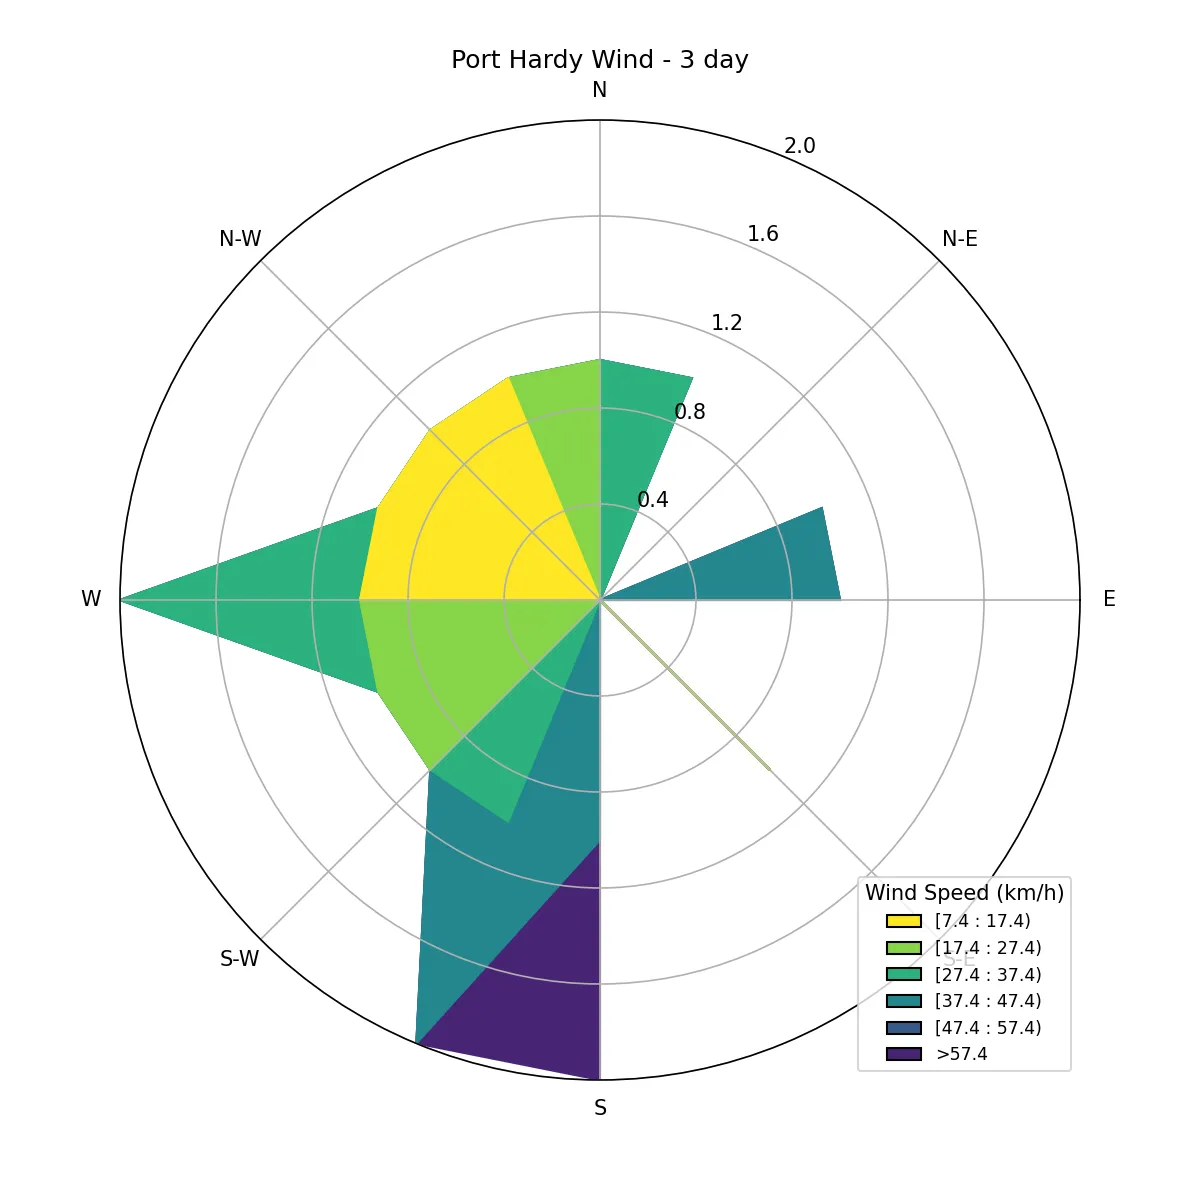 Port Hardy Wind - 3 day
N
2.0
N-W
1.6
N-E
1.2
0.8
0.4
W
E
S-W
S-E
S
Wind Speed (km/h)
[7.4 : 17.4)
[17.4 : 27.4)
[27.4 : 37.4)
[37.4 : 47.4)
[47.4 : 57.4)
>57.4